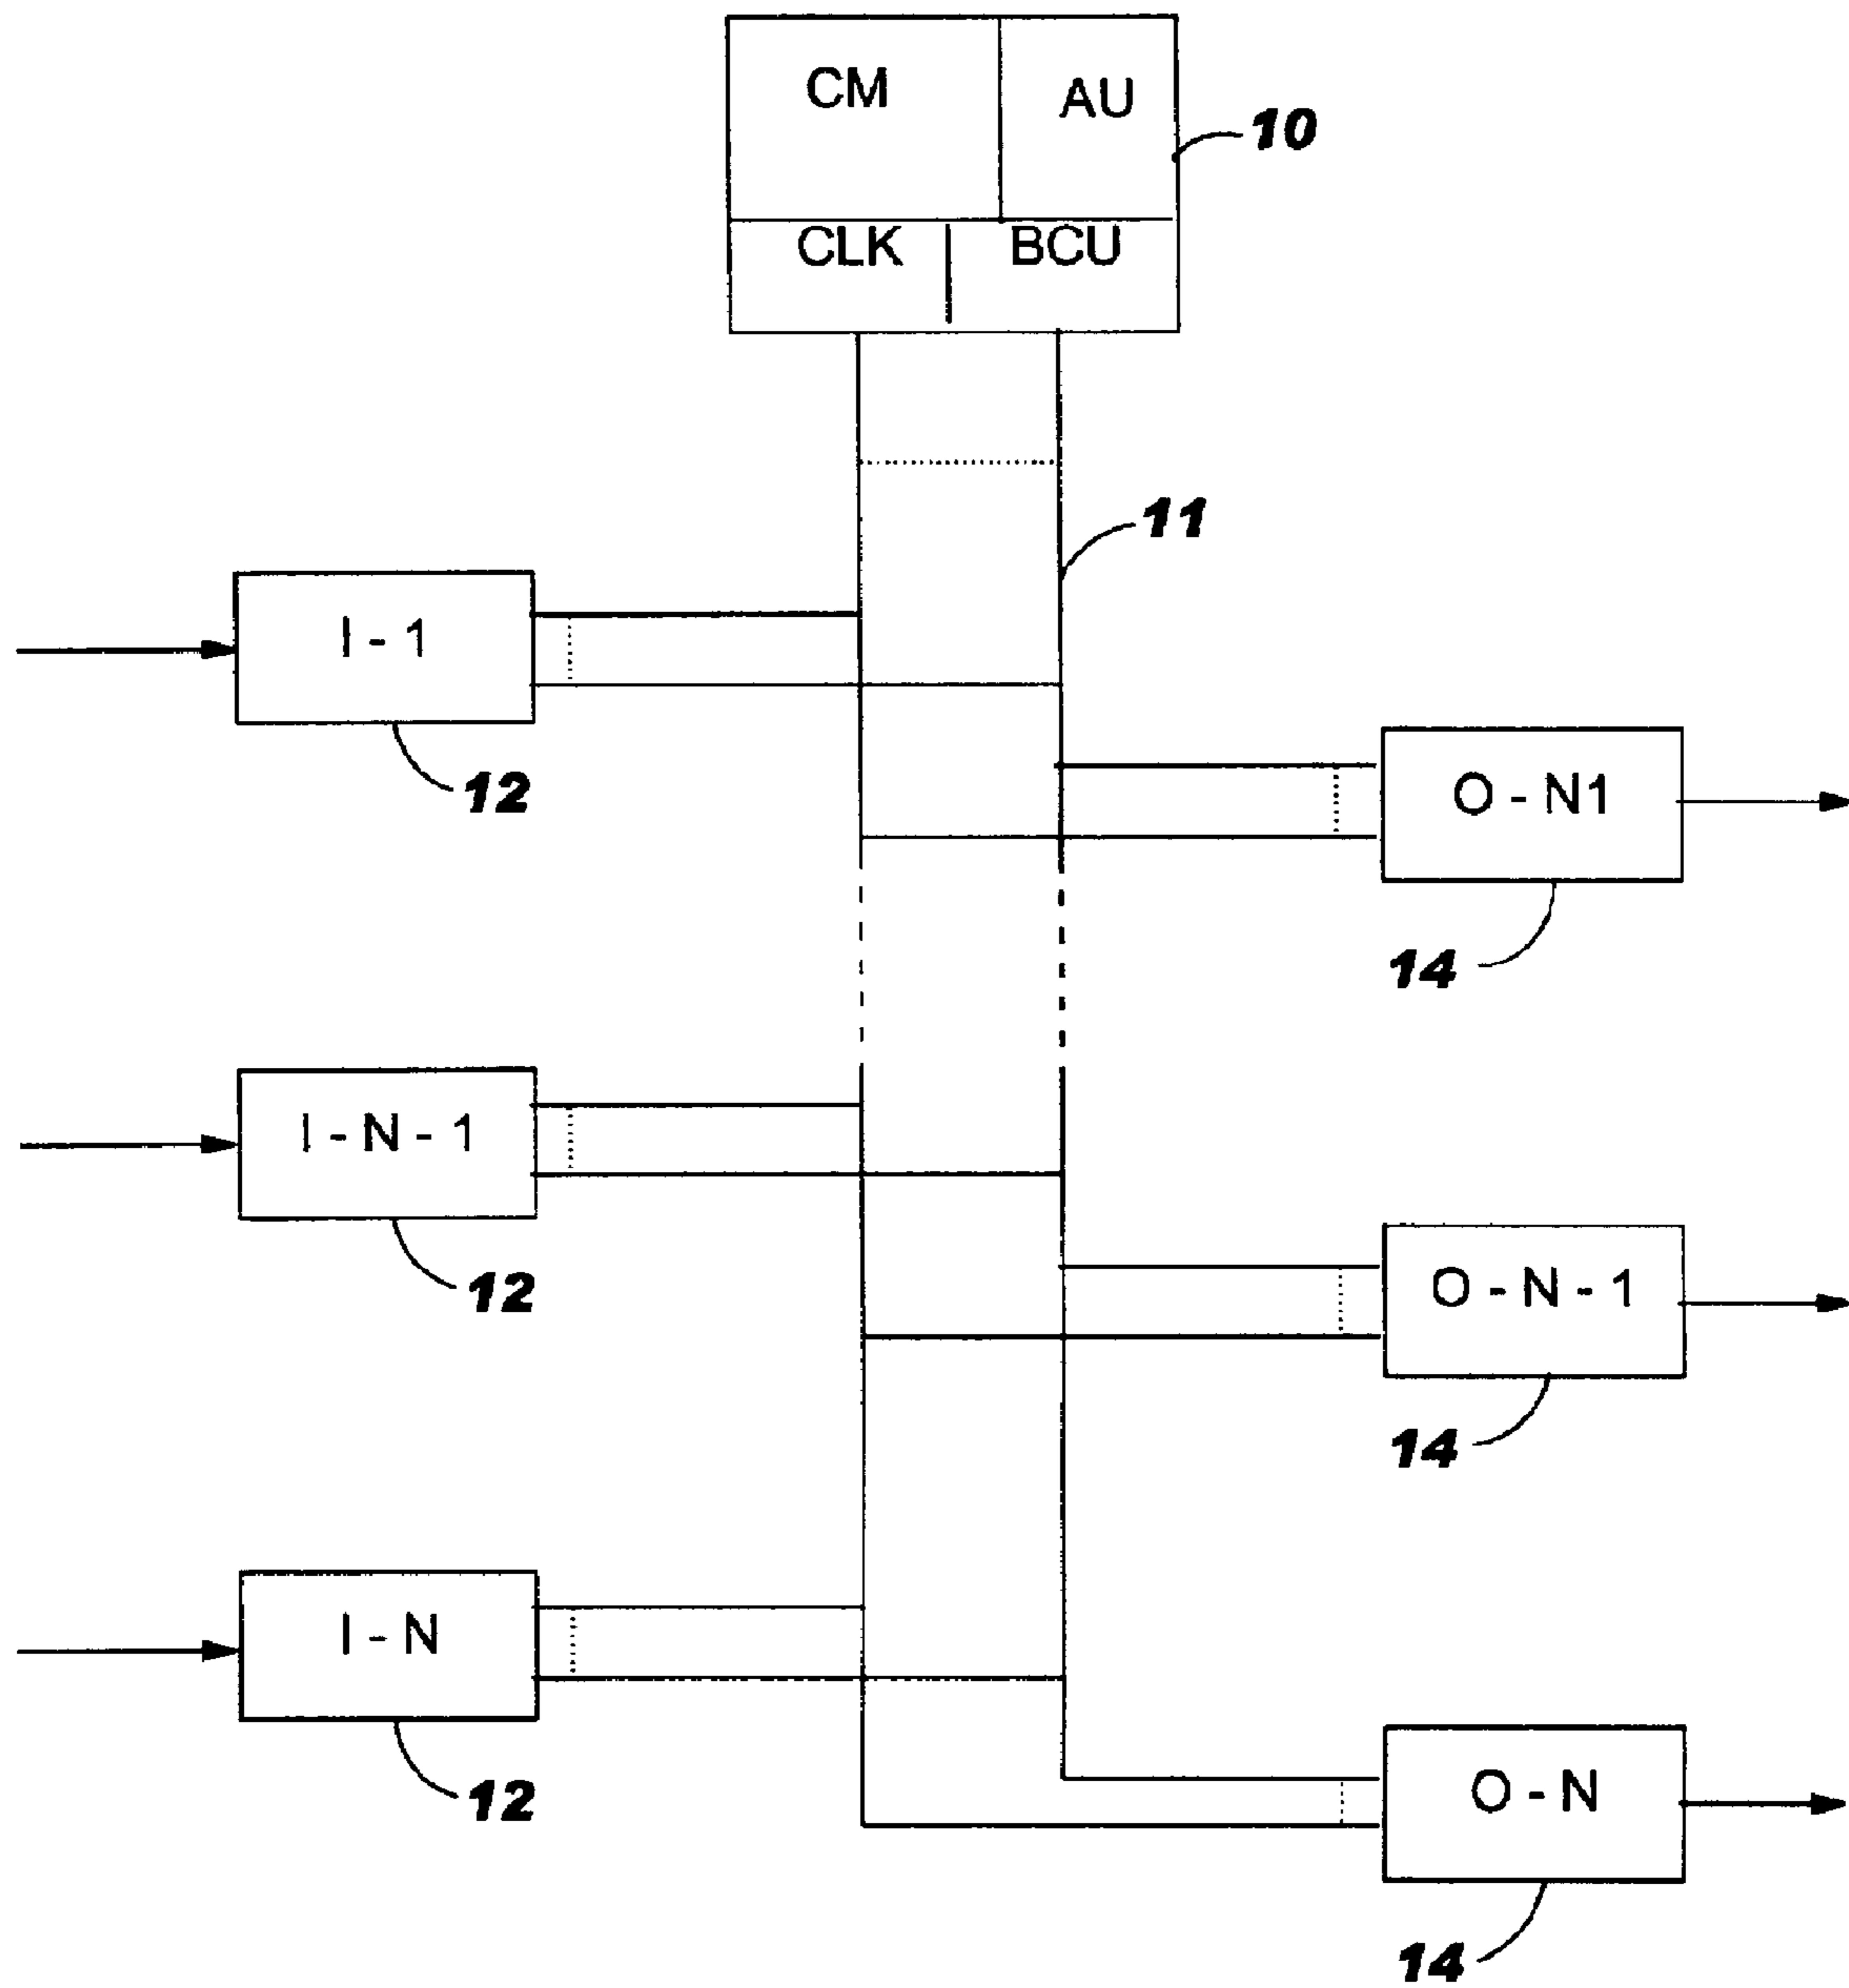 CM AU
10
CLK BCU
11
I - 1
12
O - N1
14
I - N - 1
12
O - N - 1
14
I - N
12
O - N
14